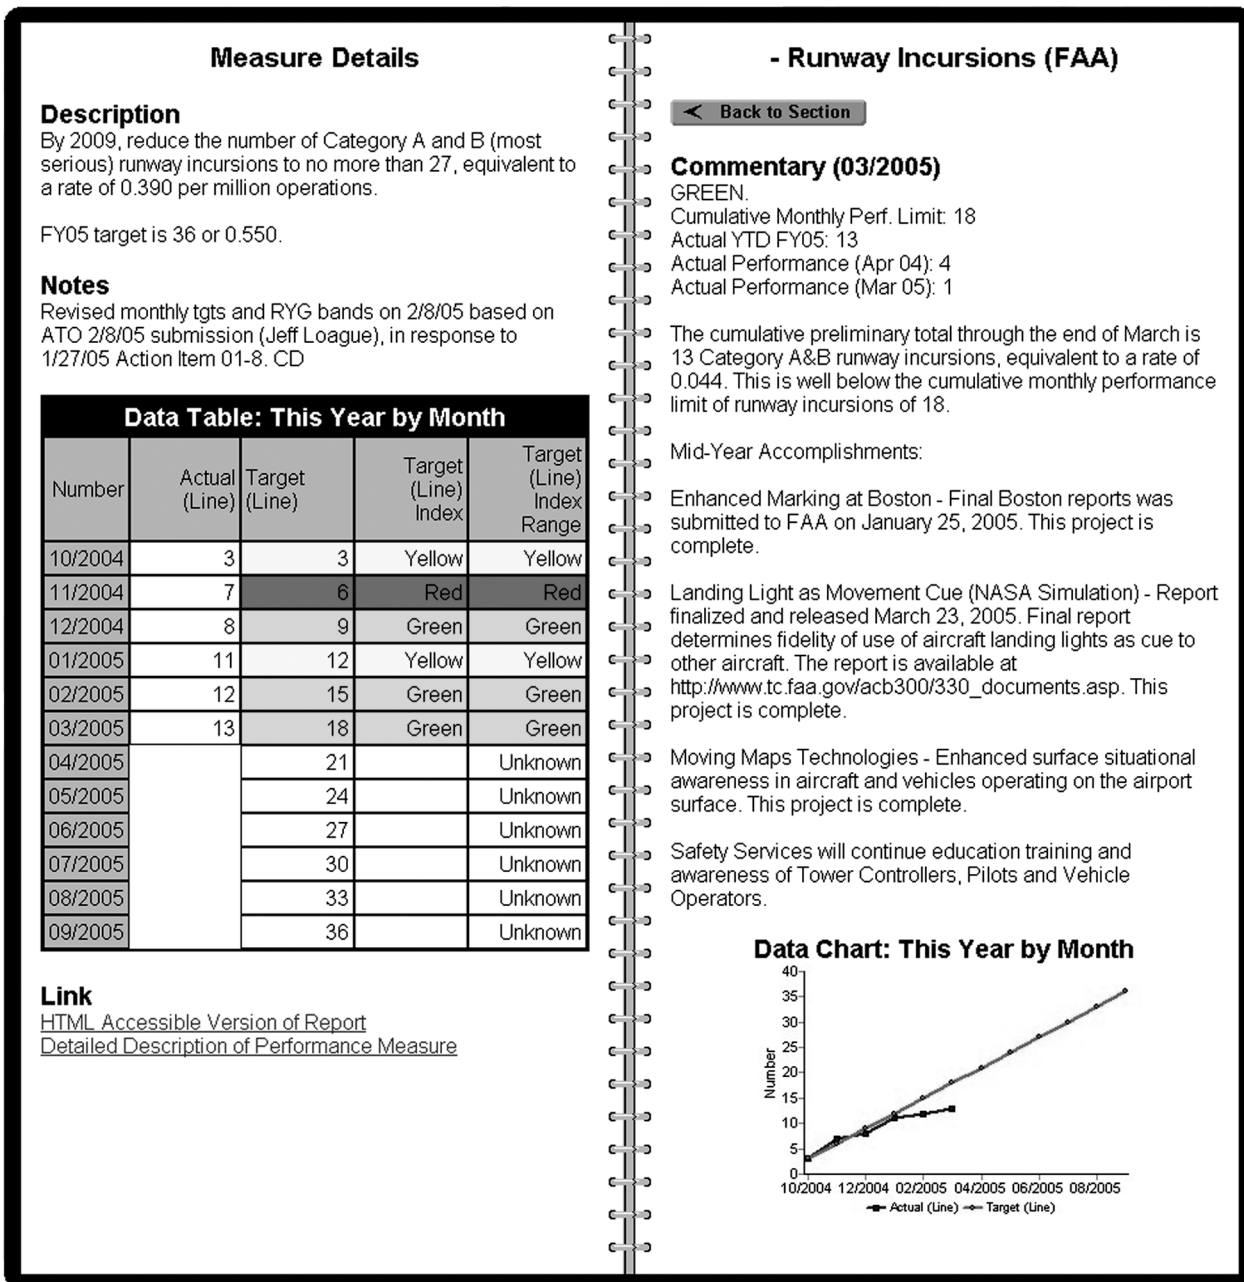 Measure Details
Description
By 2009, reduce the number of Category A and B (most
serious) runway incursions to no more than 27, equivalent to
a rate of 0.390 per million operations.
FY05 target is 36 or 0.550.
Notes
Revised monthly tgts and RYG bands on 2/8/05 based on
ATO 2/8/05 submission (Jeff Loague), in response to
1/27/05 Action Item 01-8. CD
Data Table: This Year by Month
Number Actual (Line) Target (Line) Target (Line) Index Target (Line) Index Range
10/2004 3 3 Yellow Yellow
11/2004 7 6 Red Red
12/2004 8 9 Green Green
01/2005 11 12 Yellow Yellow
02/2005 12 15 Green Green
03/2005 13 18 Green Green
04/2005 21 Unknown
05/2005 24 Unknown
06/2005 27 Unknown
07/2005 30 Unknown
08/2005 33 Unknown
09/2005 36 Unknown
Link
HTML Accessible Version of Report
Detailed Description of Performance Measure
- Runway Incursions (FAA)
Back to Section
Commentary (03/2005)
GREEN.
Cumulative Monthly Perf. Limit: 18
Actual YTD FY05: 13
Actual Performance (Apr 04): 4
Actual Performance (Mar 05): 1
The cumulative preliminary total through the end of March is
13 Category A&B runway incursions, equivalent to a rate of
0.044. This is well below the cumulative monthly performance
limit of runway incursions of 18.
Mid-Year Accomplishments:
Enhanced Marking at Boston - Final Boston reports was
submitted to FAA on January 25, 2005. This project is
complete.
Landing Light as Movement Cue (NASA Simulation) - Report
finalized and released March 23, 2005. Final report
determines fidelity of use of aircraft landing lights as cue to
other aircraft. The report is available at
http://www.tc.faa.gov/acb300/330_documents.asp. This
project is complete.
Moving Maps Technologies - Enhanced surface situational
awareness in aircraft and vehicles operating on the airport
surface. This project is complete.
Safety Services will continue education training and
awareness of Tower Controllers, Pilots and Vehicle
Operators.
Data Chart: This Year by Month
Number
40
35
30
25
20
15
10
5
0
10/2004 12/2004 02/2005 04/2005 06/2005 08/2005
Actual (Line) Target (Line)